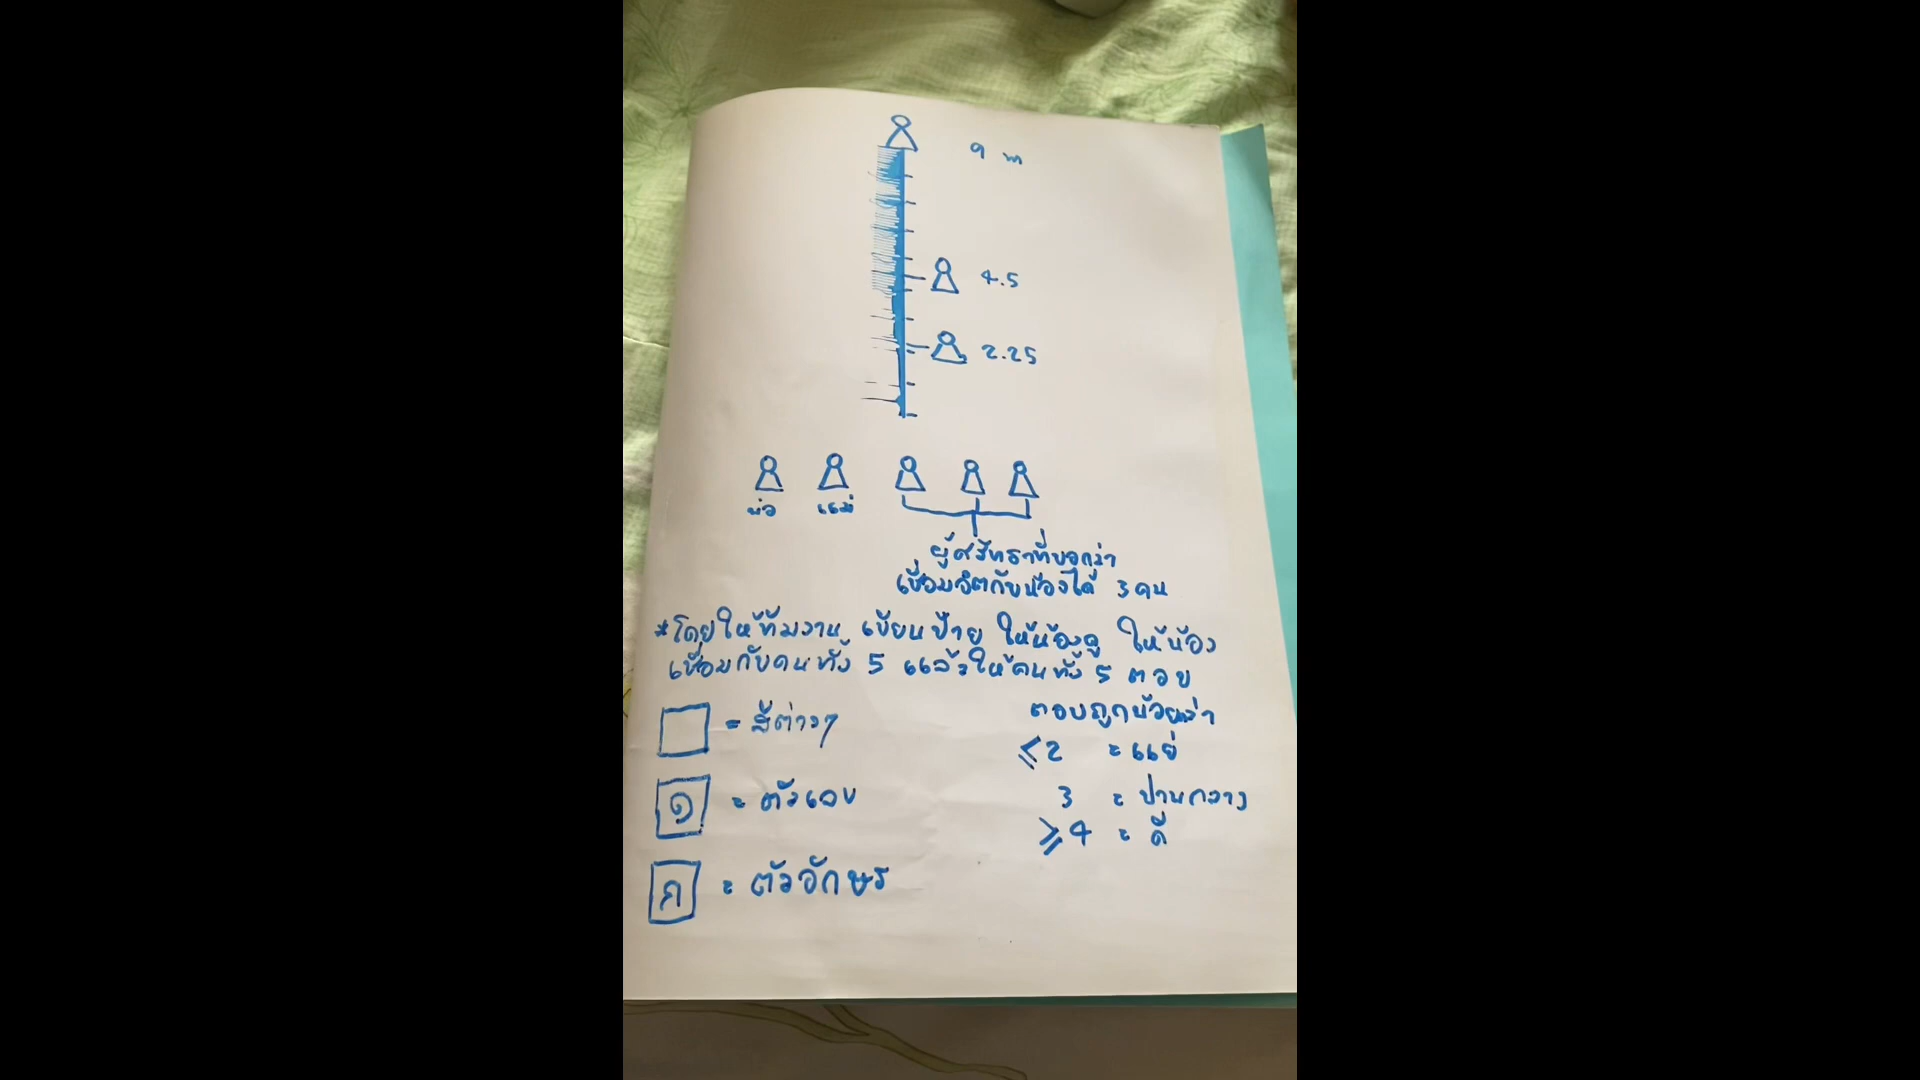 9 m
4.5
2.25
พ่อ แม่
ผู้ศรัทธาที่บอกว่า
เชื่อมจิตกับน้องได้ 3 คน
*โดยให้ทีมงาน เขียนป้าย ให้น้องดู ให้น้อง
เชื่อมกับคนทั้ง 5 แล้วให้คนทั้ง 5 ตอบ
= สีต่างๆ
๑ = ตัวเลข
ก = ตัวอักษร
ตอบถูกน้อยกว่า
≤2 = แย่
3 = ปานกลาง
≥4 = ดี